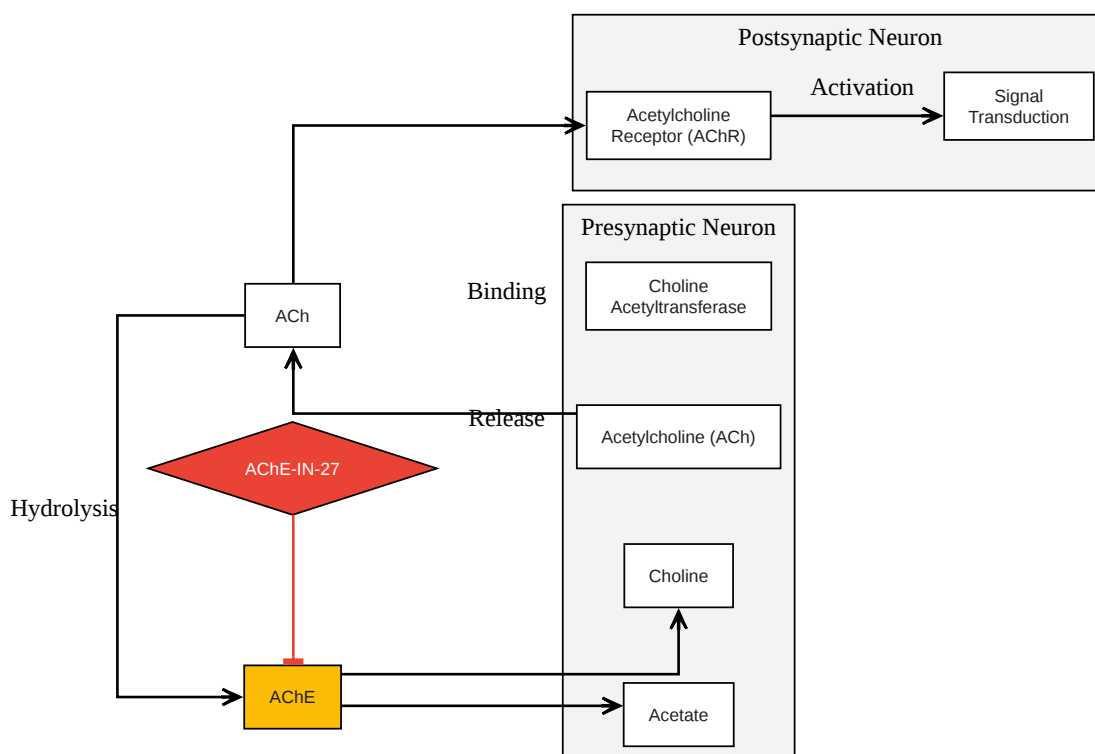 Postsynaptic Neuron
Activation
Acetylcholine
Receptor (AChR)
Signal
Transduction
Presynaptic Neuron
Choline
Acetyltransferase
Binding
ACh
Release
Acetylcholine (ACh)
AChE-IN-27
Hydrolysis
Choline
AChE
Acetate